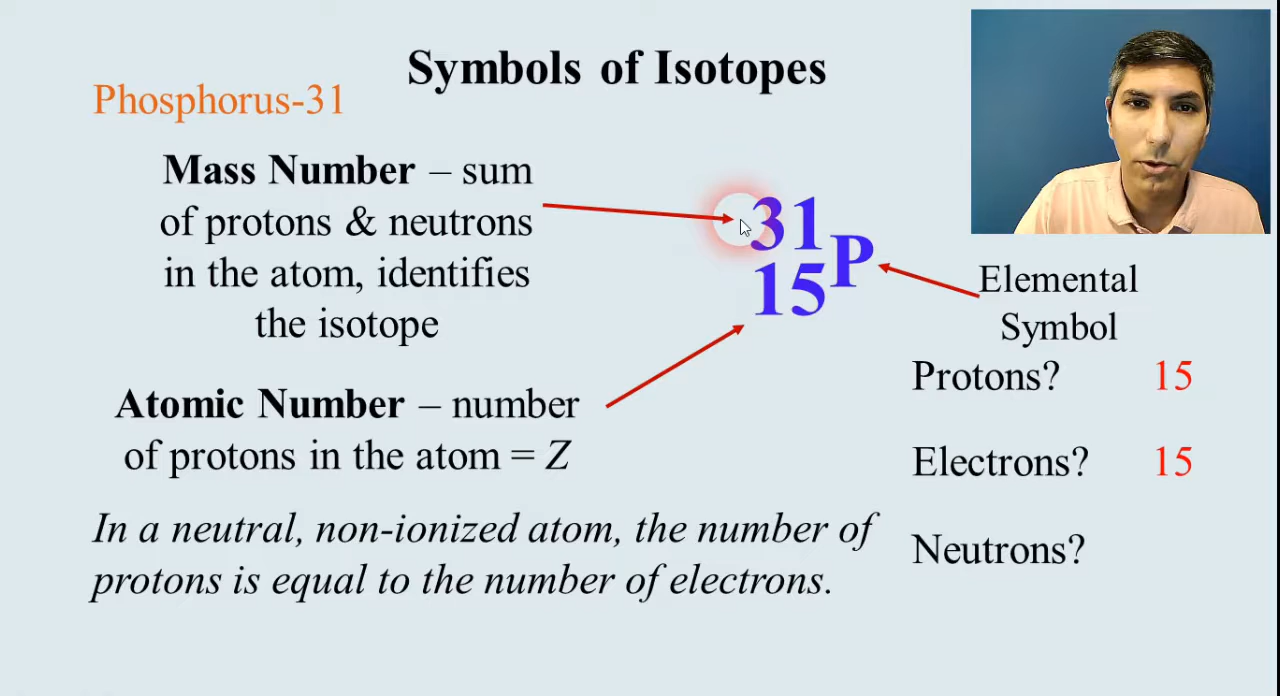 Symbols of Isotopes
Phosphorus-31
Mass Number – sum
of protons & neutrons
in the atom, identifies
the isotope
31
15
P
Elemental
Symbol
Atomic Number – number
of protons in the atom = Z
Protons? 15
Electrons? 15
Neutrons?
In a neutral, non-ionized atom, the number of
protons is equal to the number of electrons.